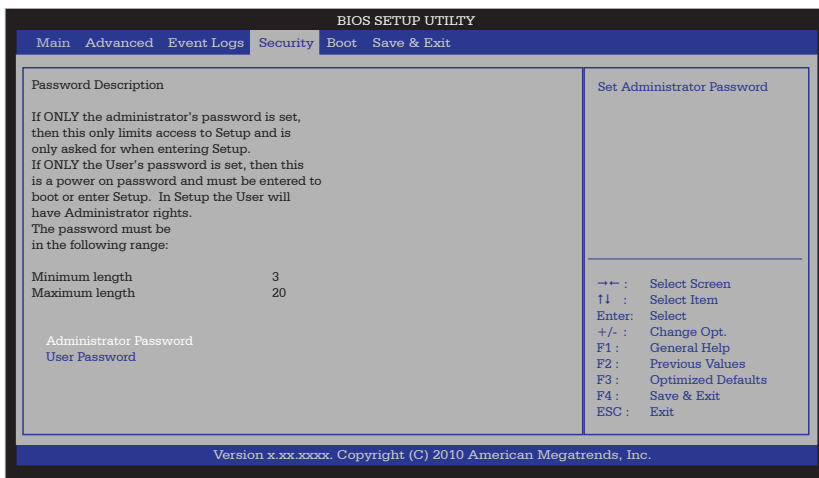 BIOS SETUP UTILTY
Main Advanced Event Logs Security Boot Save & Exit
Password Description
If ONLY the administrator's password is set,
then this only limits access to Setup and is
only asked for when entering Setup.
If ONLY the User's password is set, then this
is a power on password and must be entered to
boot or enter Setup. In Setup the User will
have Administrator rights.
The password must be
in the following range:
Minimum length 3
Maximum length 20
Administrator Password
User Password
Set Administrator Password
→← : Select Screen
↑↓ : Select Item
Enter: Select
+/- : Change Opt.
F1 : General Help
F2 : Previous Values
F3 : Optimized Defaults
F4 : Save & Exit
ESC : Exit
Version x.xx.xxxx. Copyright (C) 2010 American Megatrends, Inc.